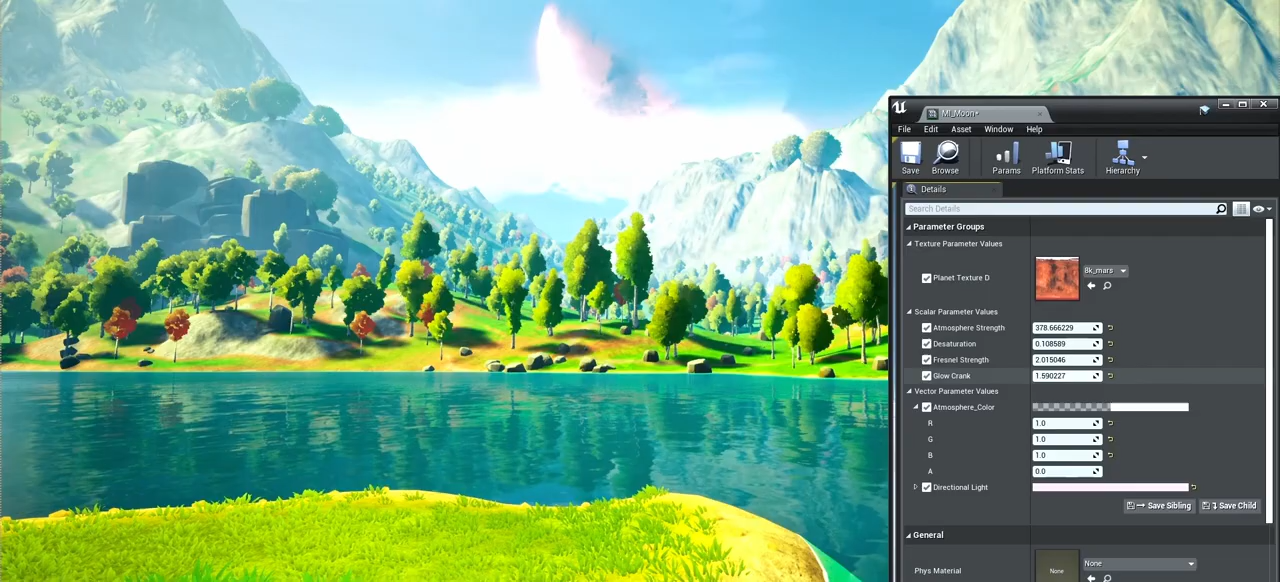 MI_Moon*
File Edit Asset Window Help
Save Browse Params Platform Stats Hierarchy
Details
Search Details
Parameter Groups
Texture Parameter Values
Planet Texture D 8k_mars
Scalar Parameter Values
Atmosphere Strength 378.666229
Desaturation 0.108589
Fresnel Strength 2.015046
Glow Crank 1.590227
Vector Parameter Values
Atmosphere_Color
R 1.0
G 1.0
B 1.0
A 0.0
Directional Light
Save Sibling Save Child
General
Phys Material None None